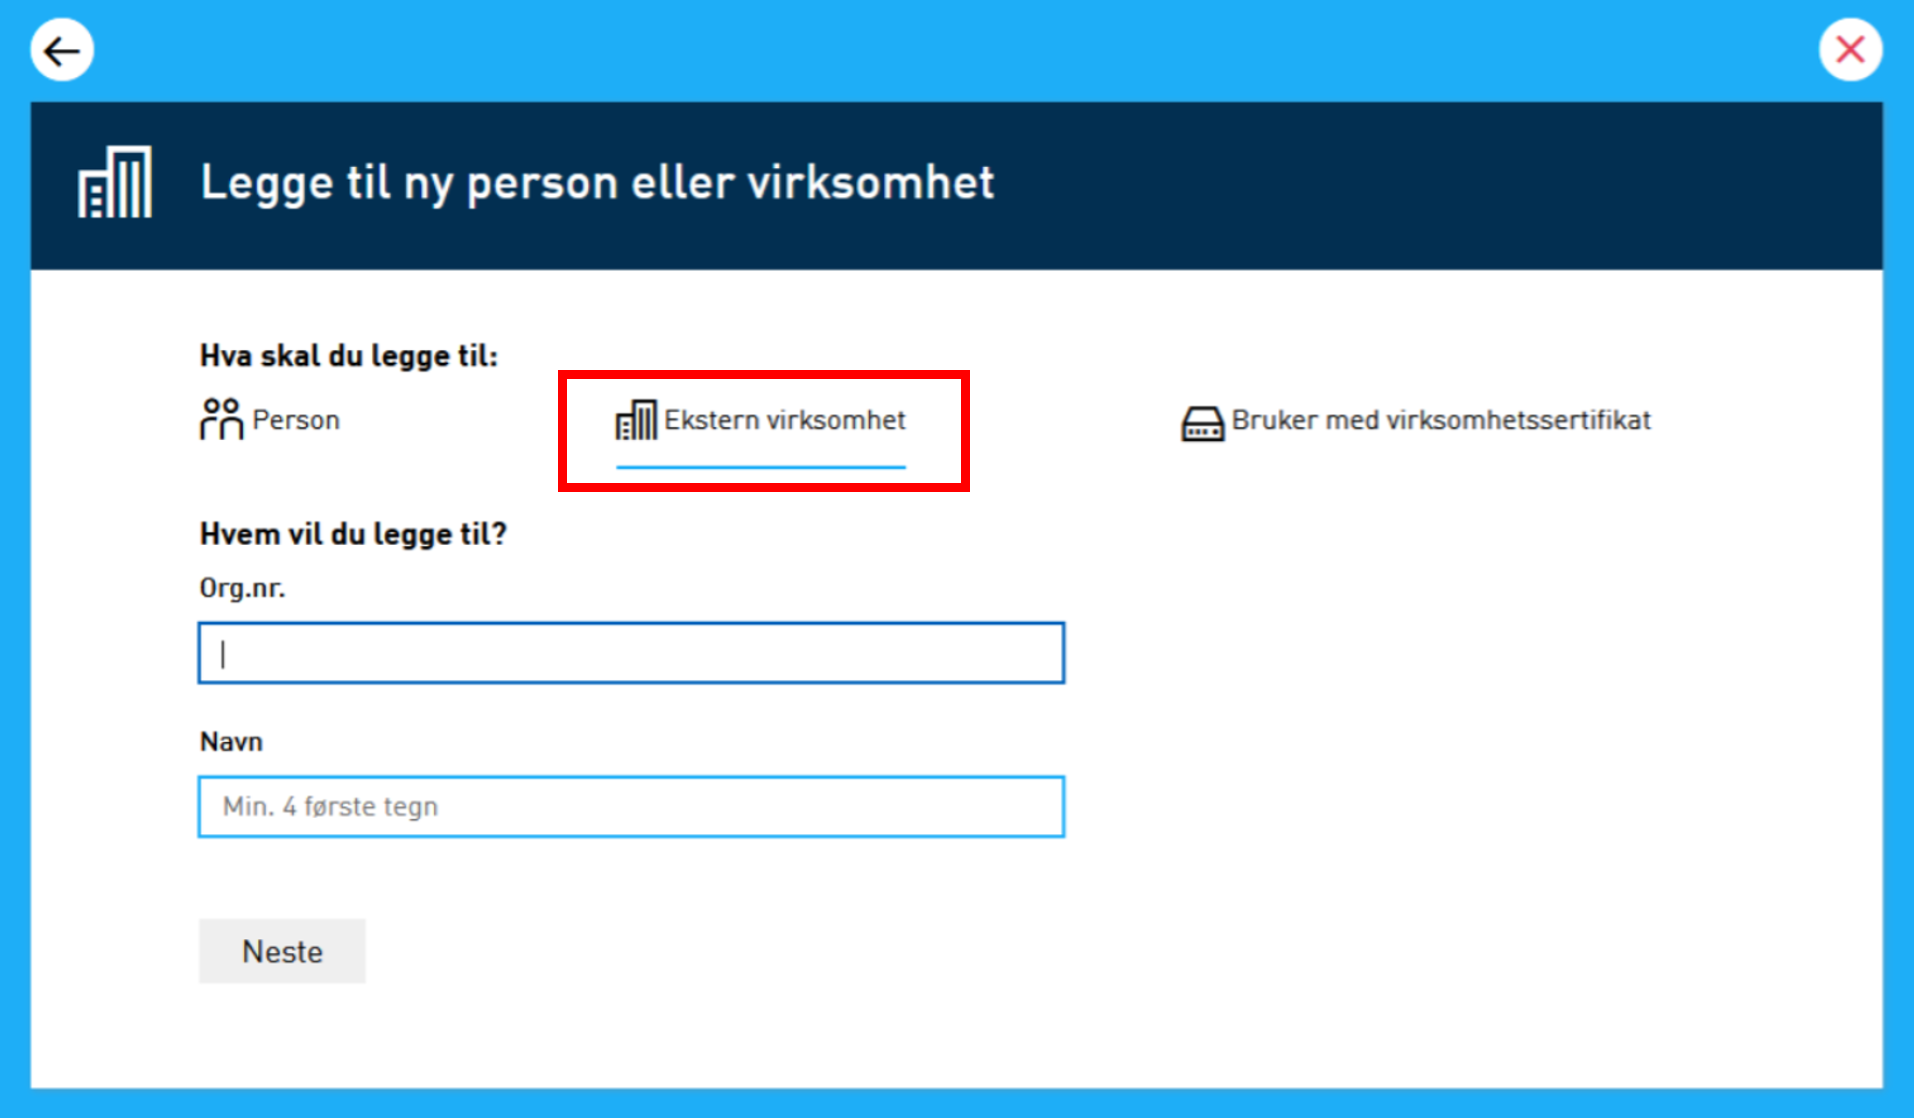 Legge til ny person eller virksomhet
Hva skal du legge til:
Person
Ekstern virksomhet
Bruker med virksomhetssertifikat
Hvem vil du legge til?
Org.nr.
Navn
Min. 4 første tegn
Neste